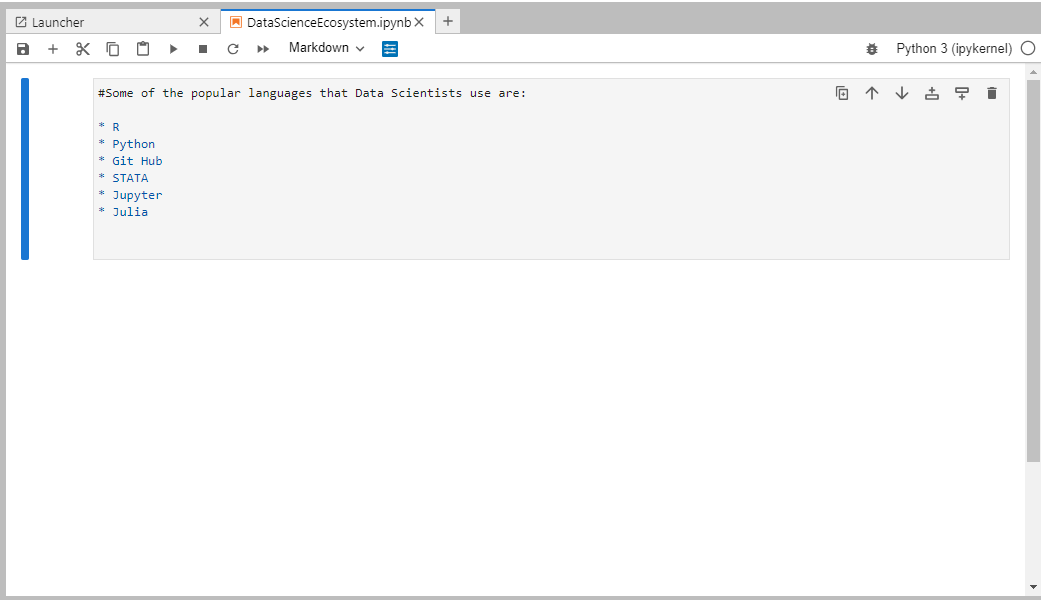 Launcher
DataScienceEcosystem.ipynb
Markdown
Python 3 (ipykernel)
#Some of the popular languages that Data Scientists use are:
* R
* Python
* Git Hub
* STATA
* Jupyter
* Julia